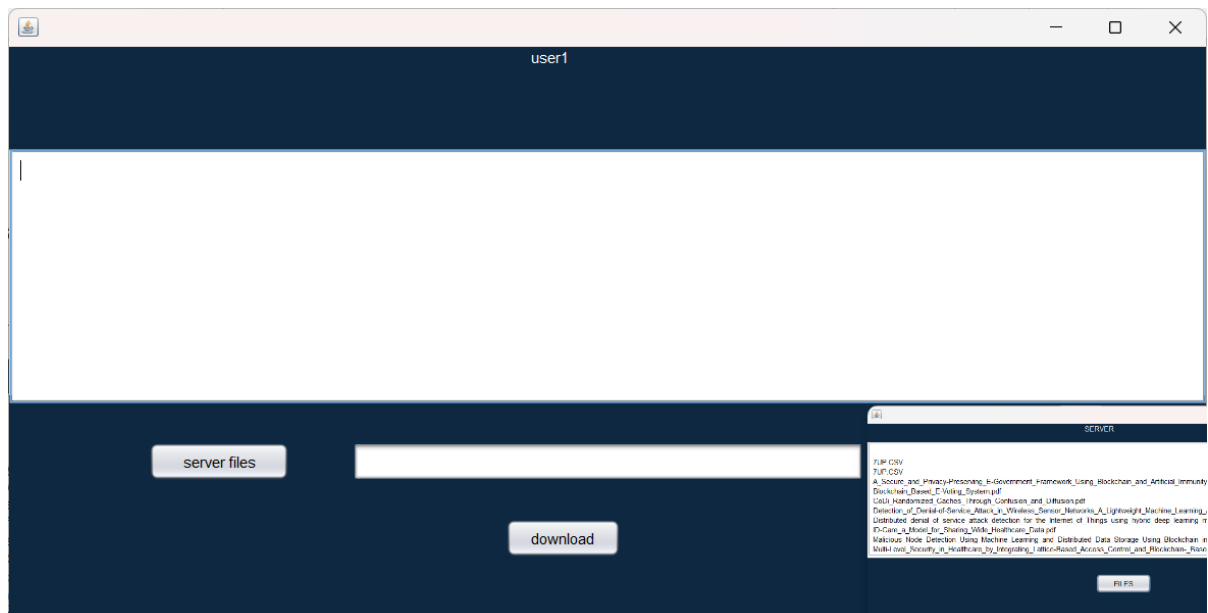 user1
server files
download
SERVER
7UP.CSV
7UP.CSV
A_Secure_and_Privacy-Preserving_E-Government_Framework_Using_Blockchain_and_Artificial_Immunity
Blockchain_Based_E-Voting_System.pdf
CoDi_Randomized_Caches_Through_Confusion_and_Diffusion.pdf
Detection_of_Denial-of-Service_Attack_in_Wireless_Sensor_Networks_A_Lightweight_Machine_Learning_
Distributed denial of service attack detection for the Internet of Things using hybrid deep learning m
ID-Care_a_Model_for_Sharing_Wide_Healthcare_Data.pdf
Malicious Node Detection Using Machine Learning and Distributed Data Storage Using Blockchain in
Multi-Level_Security_in_Healthcare_by_Integrating_Lattice-Based_Access_Control_and_Blockchain-_Base
FILES